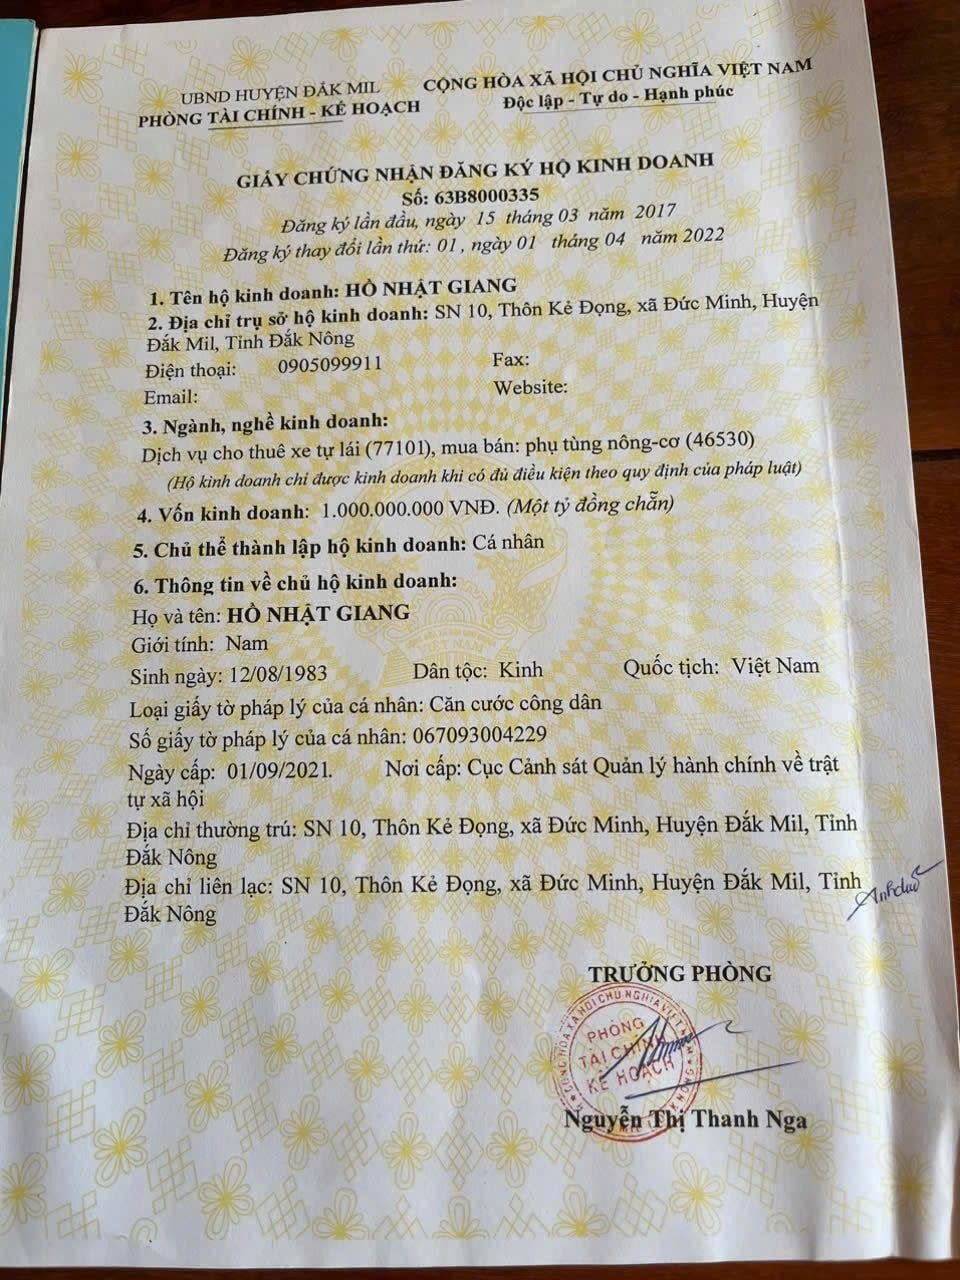 UBND HUYỆN ĐẮK MIL
PHÒNG TÀI CHÍNH - KẾ HOẠCH
CỘNG HÒA XÃ HỘI CHỦ NGHĨA VIỆT NAM
Độc lập - Tự do - Hạnh phúc
GIẤY CHỨNG NHẬN ĐĂNG KÝ HỘ KINH DOANH
Số: 63B8000335
Đăng ký lần đầu, ngày 15 tháng 03 năm 2017
Đăng ký thay đổi lần thứ: 01, ngày 01 tháng 04 năm 2022
1. Tên hộ kinh doanh: HỒ NHẬT GIANG
2. Địa chỉ trụ sở hộ kinh doanh: SN 10, Thôn Kẻ Đọng, xã Đức Minh, Huyện
Đắk Mil, Tỉnh Đắk Nông
Điện thoại: 0905099911 Fax:
Email: Website:
3. Ngành, nghề kinh doanh:
Dịch vụ cho thuê xe tự lái (77101), mua bán: phụ tùng nông-cơ (46530)
(Hộ kinh doanh chỉ được kinh doanh khi có đủ điều kiện theo quy định của pháp luật)
4. Vốn kinh doanh: 1.000.000.000 VNĐ. (Một tỷ đồng chẵn)
5. Chủ thể thành lập hộ kinh doanh: Cá nhân
6. Thông tin về chủ hộ kinh doanh:
Họ và tên: HỒ NHẬT GIANG
Giới tính: Nam
Sinh ngày: 12/08/1983 Dân tộc: Kinh Quốc tịch: Việt Nam
Loại giấy tờ pháp lý của cá nhân: Căn cước công dân
Số giấy tờ pháp lý của cá nhân: 067093004229
Ngày cấp: 01/09/2021. Nơi cấp: Cục Cảnh sát Quản lý hành chính về trật
tự xã hội
Địa chỉ thường trú: SN 10, Thôn Kẻ Đọng, xã Đức Minh, Huyện Đắk Mil, Tỉnh
Đắk Nông
Địa chỉ liên lạc: SN 10, Thôn Kẻ Đọng, xã Đức Minh, Huyện Đắk Mil, Tỉnh
Đắk Nông
TRƯỞNG PHÒNG
CỘNG HÒA XÃ HỘI CHỦ NGHĨA VIỆT NAM
PHÒNG
TÀI CHÍNH
KẾ HOẠCH
Nguyễn Thị Thanh Nga